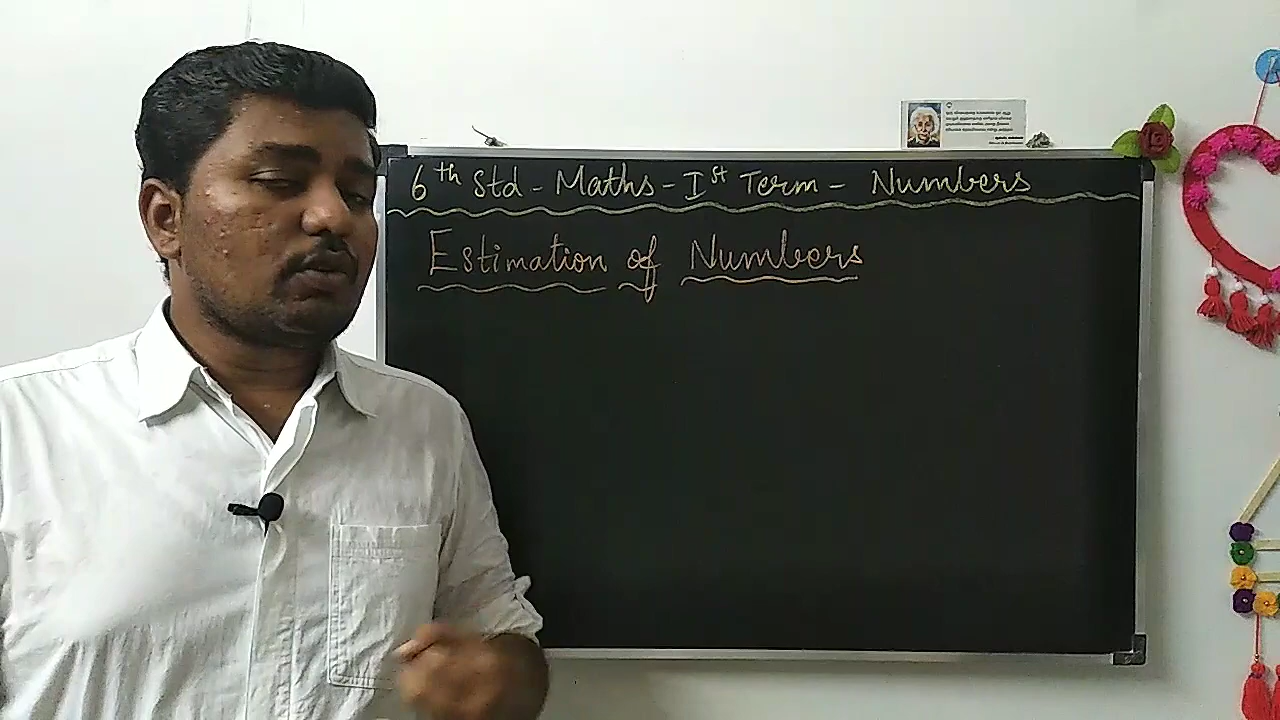 6th Std - Maths - Ist Term - Numbers
Estimation of Numbers